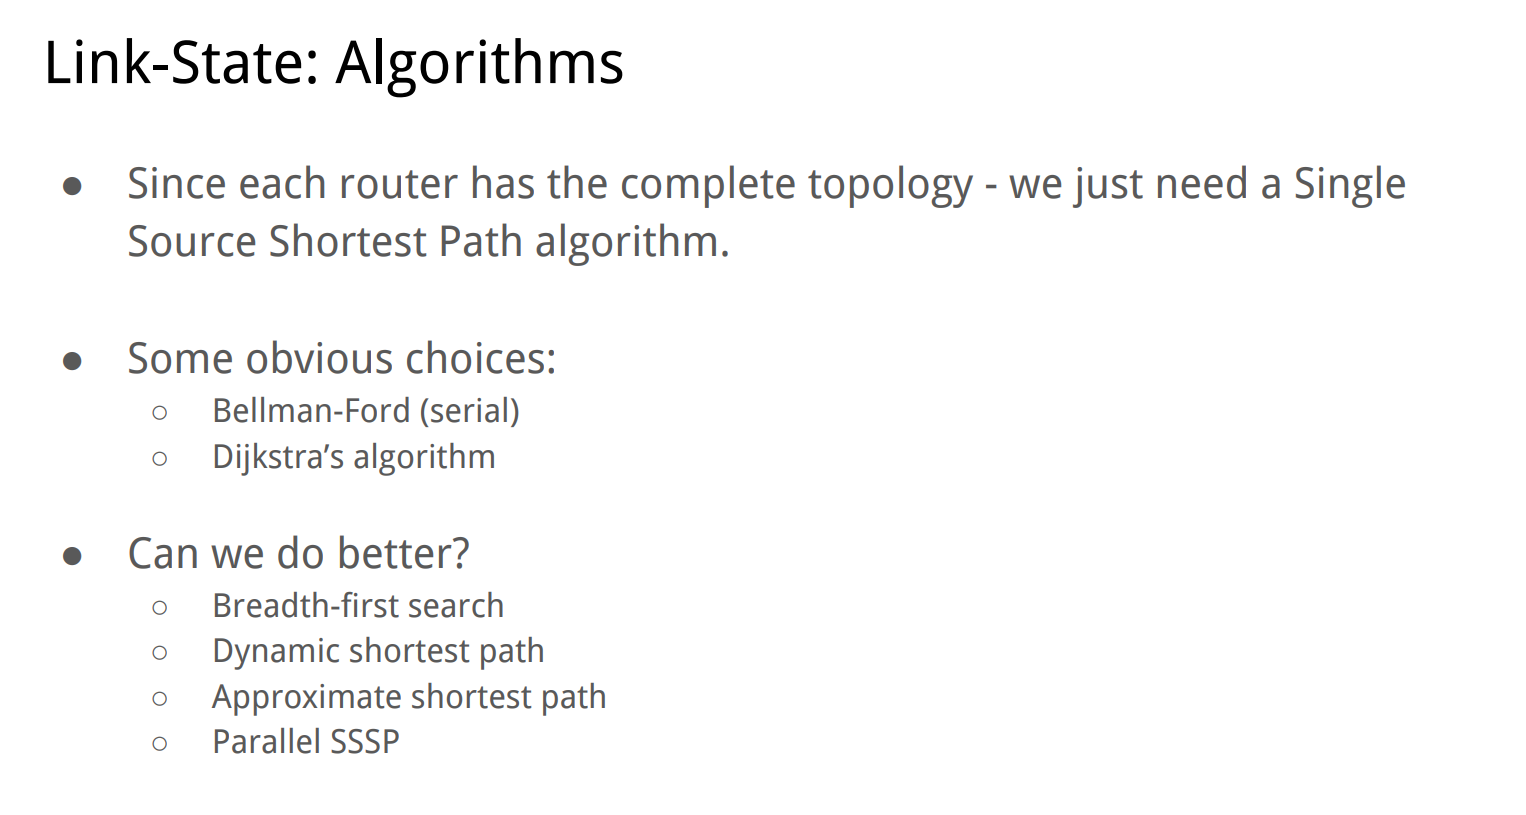 Link-State: Algorithms
● Since each router has the complete topology - we just need a Single
Source Shortest Path algorithm.
● Some obvious choices:
○ Bellman-Ford (serial)
○ Dijkstra’s algorithm
● Can we do better?
○ Breadth-first search
○ Dynamic shortest path
○ Approximate shortest path
○ Parallel SSSP